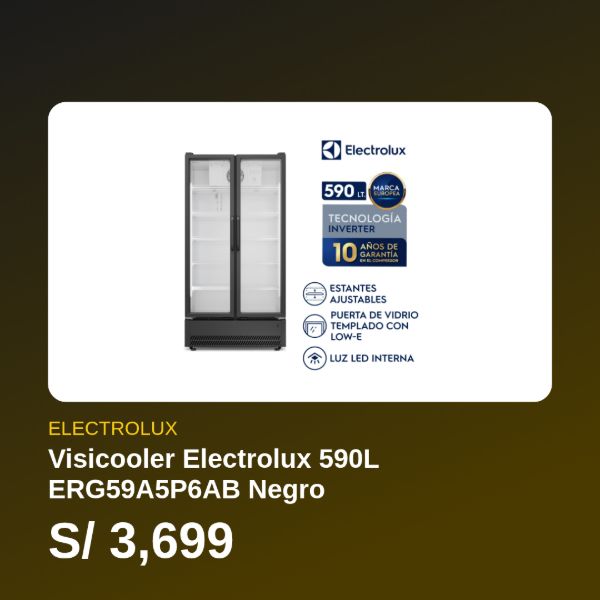 Electrolux
590 LT.
MARCA
EUROPEA
TECNOLOGÍA
INVERTER
10 AÑOS DE
GARANTÍA
EN EL COMPRESOR
ESTANTES
AJUSTABLES
PUERTA DE VIDRIO
TEMPLADO CON
LOW-E
LUZ LED INTERNA
ELECTROLUX
Visicooler Electrolux 590L
ERG59A5P6AB Negro
S/ 3,699